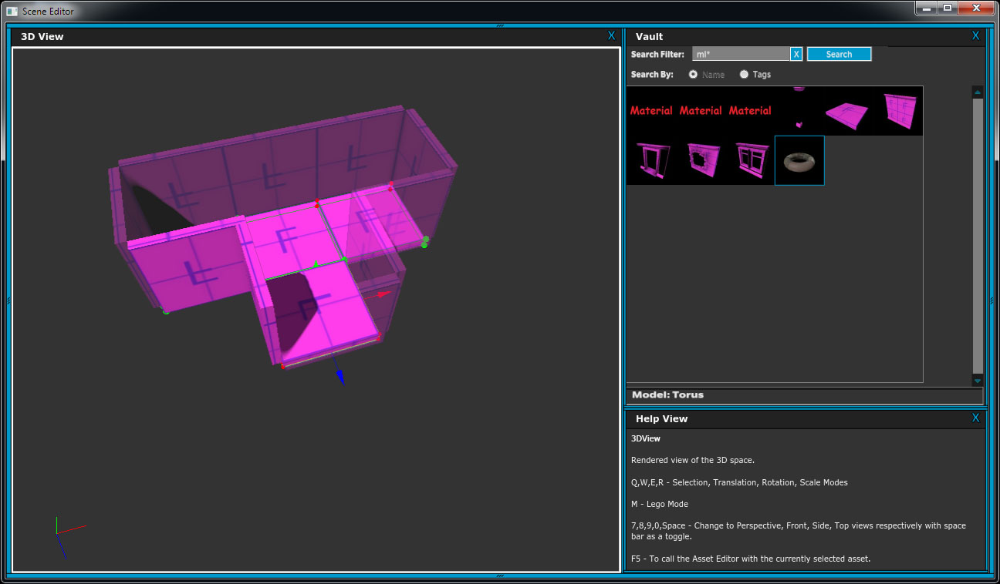 Scene Editor
3D View
X
Vault
X
Search Filter:
ml*
X
Search
Search By:
Name
Tags
Material Material Material
Model: Torus
Help View
X
3DView
Rendered view of the 3D space.
Q,W,E,R - Selection, Translation, Rotation, Scale Modes
M - Lego Mode
7,8,9,0,Space - Change to Perspective, Front, Side, Top views respectively with space
bar as a toggle.
F5 - To call the Asset Editor with the currently selected asset.